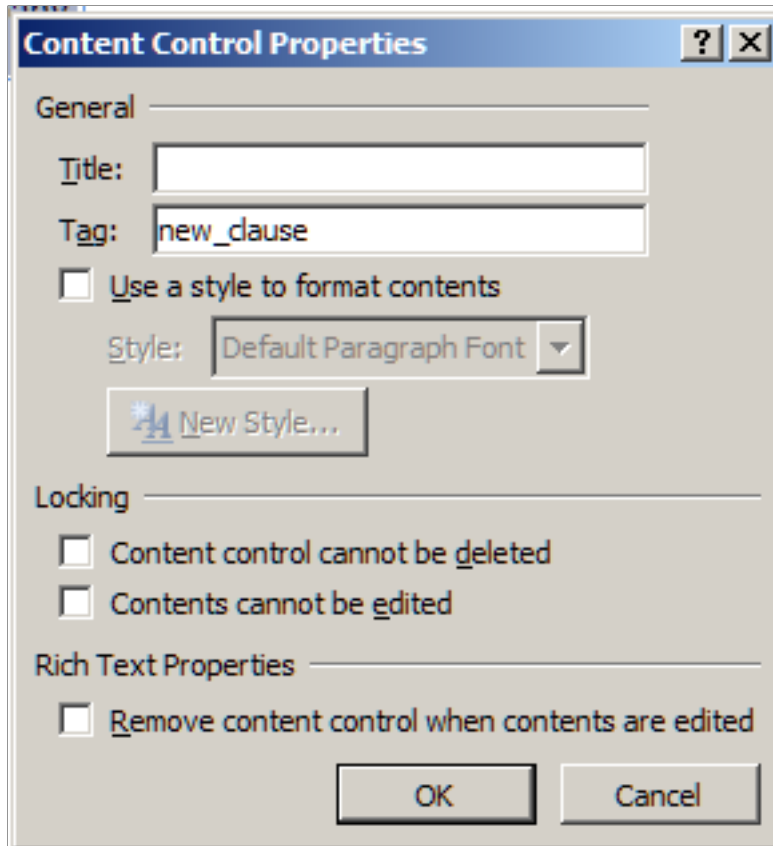 Content Control Properties ? X
General
Title:
Tag: new_clause
Use a style to format contents
Style: Default Paragraph Font
New Style...
Locking
Content control cannot be deleted
Contents cannot be edited
Rich Text Properties
Remove content control when contents are edited
OK Cancel